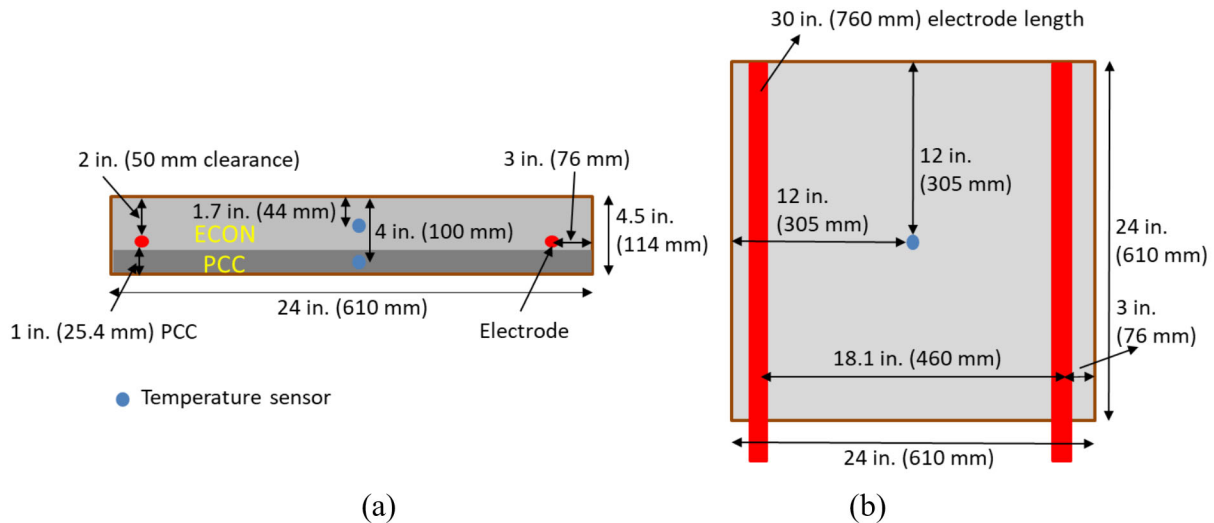 30 in. (760 mm) electrode length
2 in. (50 mm clearance)
3 in. (76 mm)
1.7 in. (44 mm)
4 in. (100 mm)
4.5 in.
(114 mm)
ECON
PCC
24 in. (610 mm)
1 in. (25.4 mm) PCC
Electrode
Temperature sensor
12 in.
(305 mm)
12 in.
(305 mm)
24 in.
(610 mm)
3 in.
(76 mm)
18.1 in. (460 mm)
24 in. (610 mm)
(a)
(b)